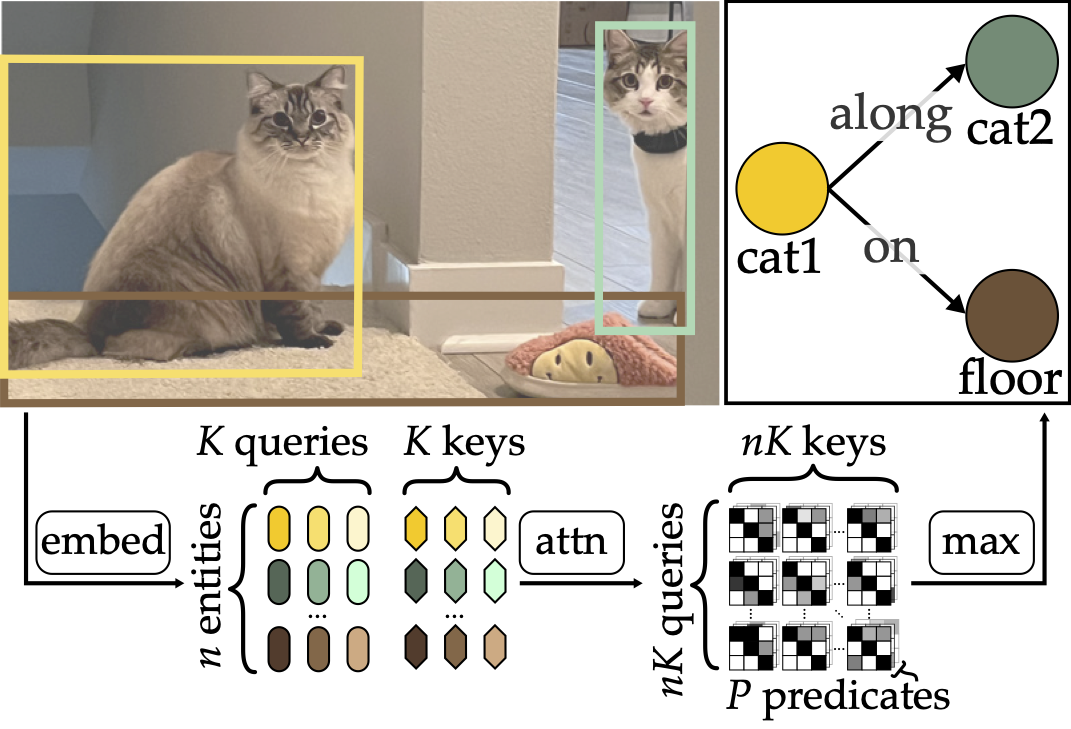 along
cat2
cat1
on
floor
K queries
K keys
nK keys
embed
n entities
...
...
attn
nK queries
...
...
...
...
...
...
...
max
P predicates